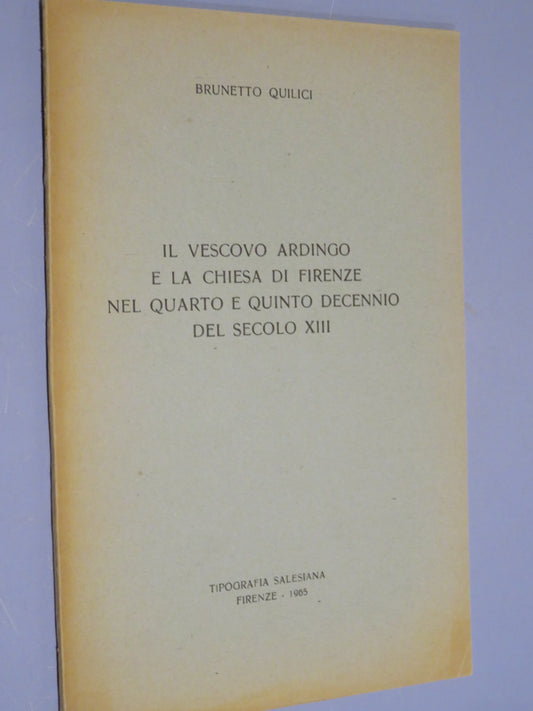 BRUNETTO QUILICI
IL VESCOVO ARDINGO
E LA CHIESA DI FIRENZE
NEL QUARTO E QUINTO DECENNIO
DEL SECOLO XIII
TIPOGRAFIA SALESIANA
FIRENZE - 1965